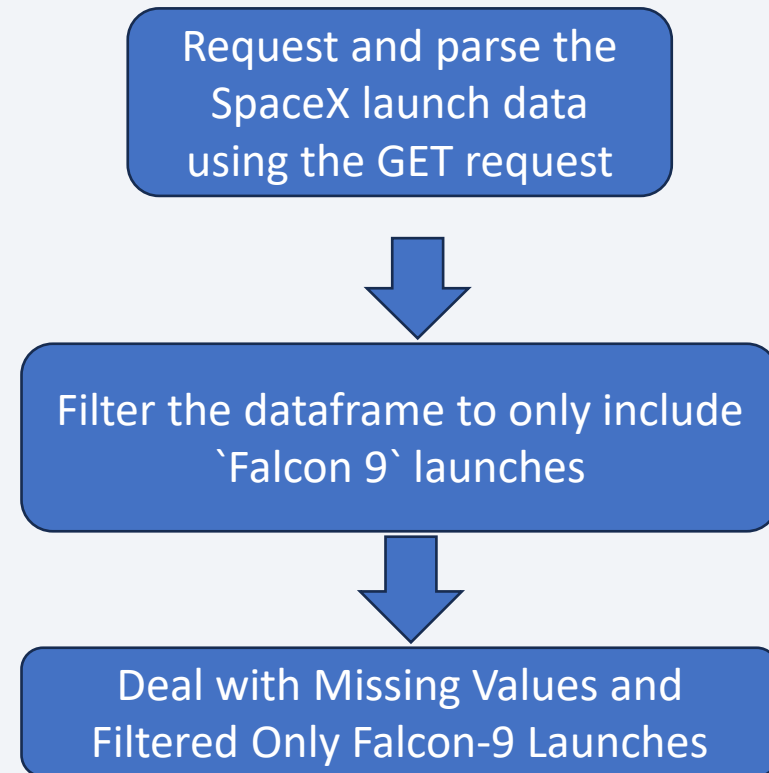 Request and parse the
SpaceX launch data
using the GET request
Filter the dataframe to only include
`Falcon 9` launches
Deal with Missing Values and
Filtered Only Falcon-9 Launches